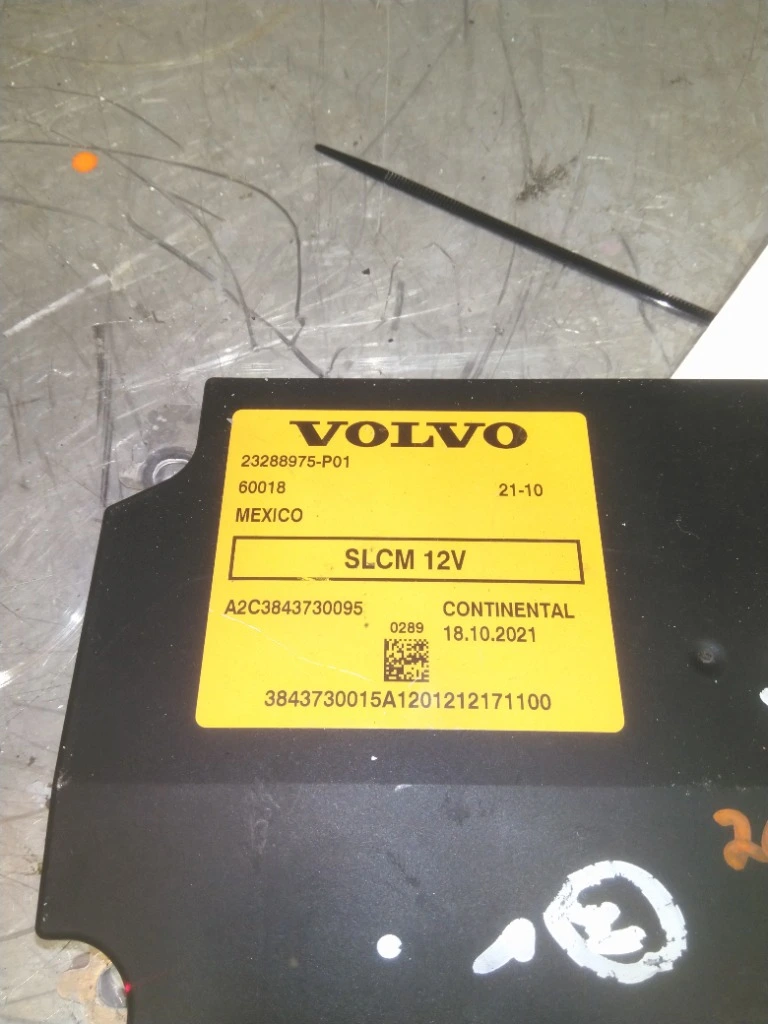 VOLVO
23288975-P01
60018 21-10
MEXICO
SLCM 12V
A2C3843730095 CONTINENTAL
0289 18.10.2021
3843730015A1201212171100